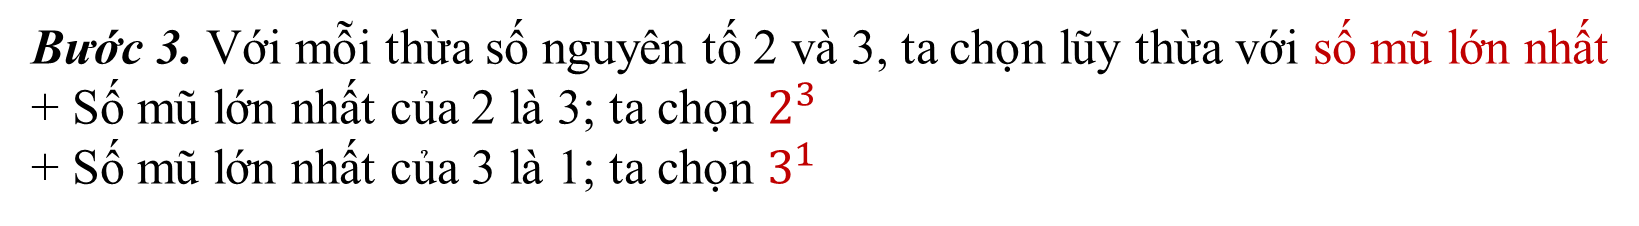 Bước 3. Với mỗi thừa số nguyên tố 2 và 3, ta chọn lũy thừa với số mũ lớn nhất
+ Số mũ lớn nhất của 2 là 3; ta chọn 2³
+ Số mũ lớn nhất của 3 là 1; ta chọn 3¹